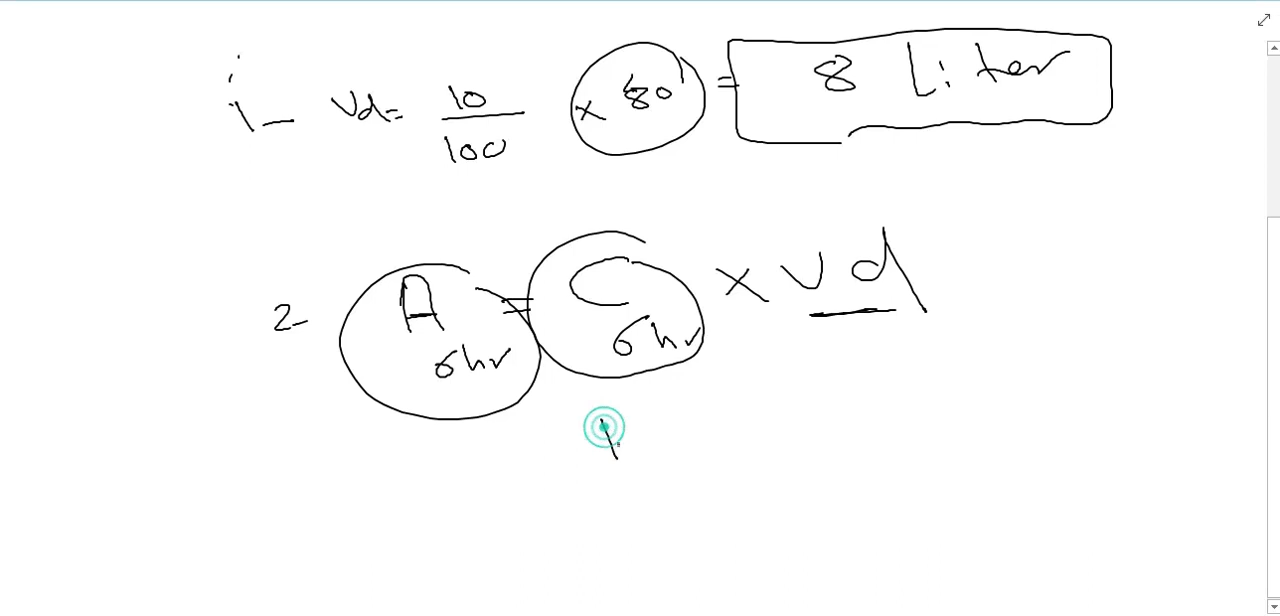 1- Vd= 10/100 × 80 = 8 Liter
2- A 6hr = C 6hr × Vd